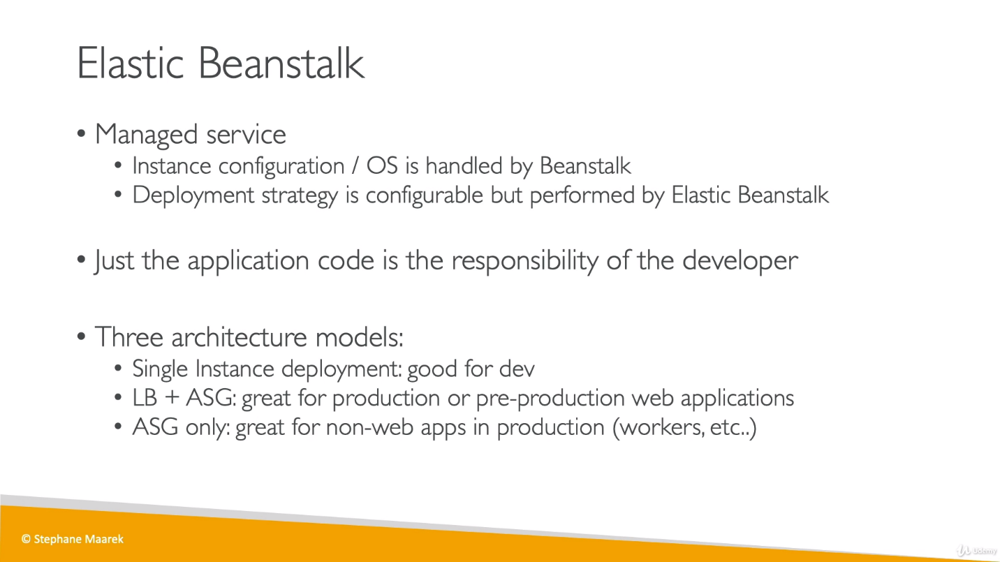 Elastic Beanstalk
• Managed service
• Instance configuration / OS is handled by Beanstalk
• Deployment strategy is configurable but performed by Elastic Beanstalk
• Just the application code is the responsibility of the developer
• Three architecture models:
• Single Instance deployment: good for dev
• LB + ASG: great for production or pre-production web applications
• ASG only: great for non-web apps in production (workers, etc..)
© Stephane Maarek
Udemy